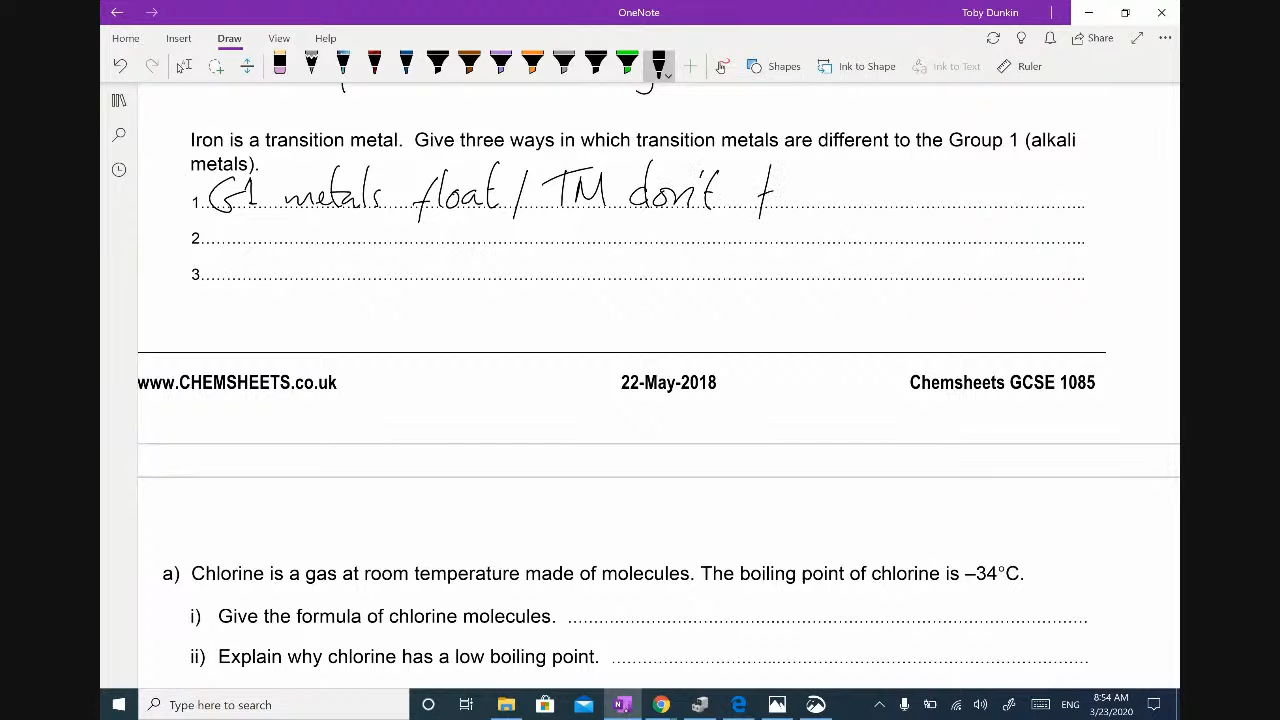 OneNote
Toby Dunkin
Home Insert Draw View Help
Share
Shapes Ink to Shape Ink to Text Ruler
Iron is a transition metal. Give three ways in which transition metals are different to the Group 1 (alkali
metals).
1. G1 metals float / TM don't f
2.
3.
www.CHEMSHEETS.co.uk 22-May-2018 Chemsheets GCSE 1085
a) Chlorine is a gas at room temperature made of molecules. The boiling point of chlorine is –34°C.
i) Give the formula of chlorine molecules.
ii) Explain why chlorine has a low boiling point.
Type here to search
ENG
8:54 AM
3/23/2020